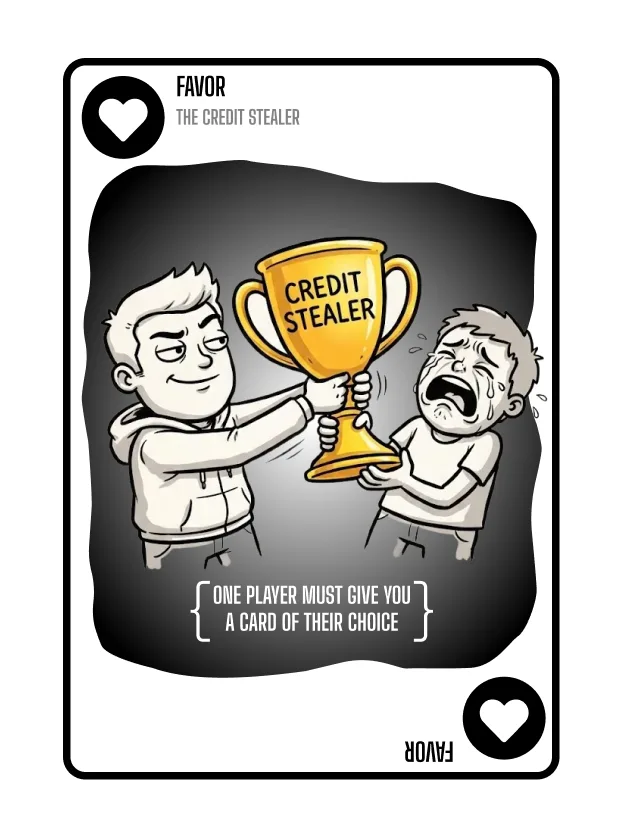 FAVOR
THE CREDIT STEALER
CREDIT
STEALER
ONE PLAYER MUST GIVE YOU
A CARD OF THEIR CHOICE
FAVOR